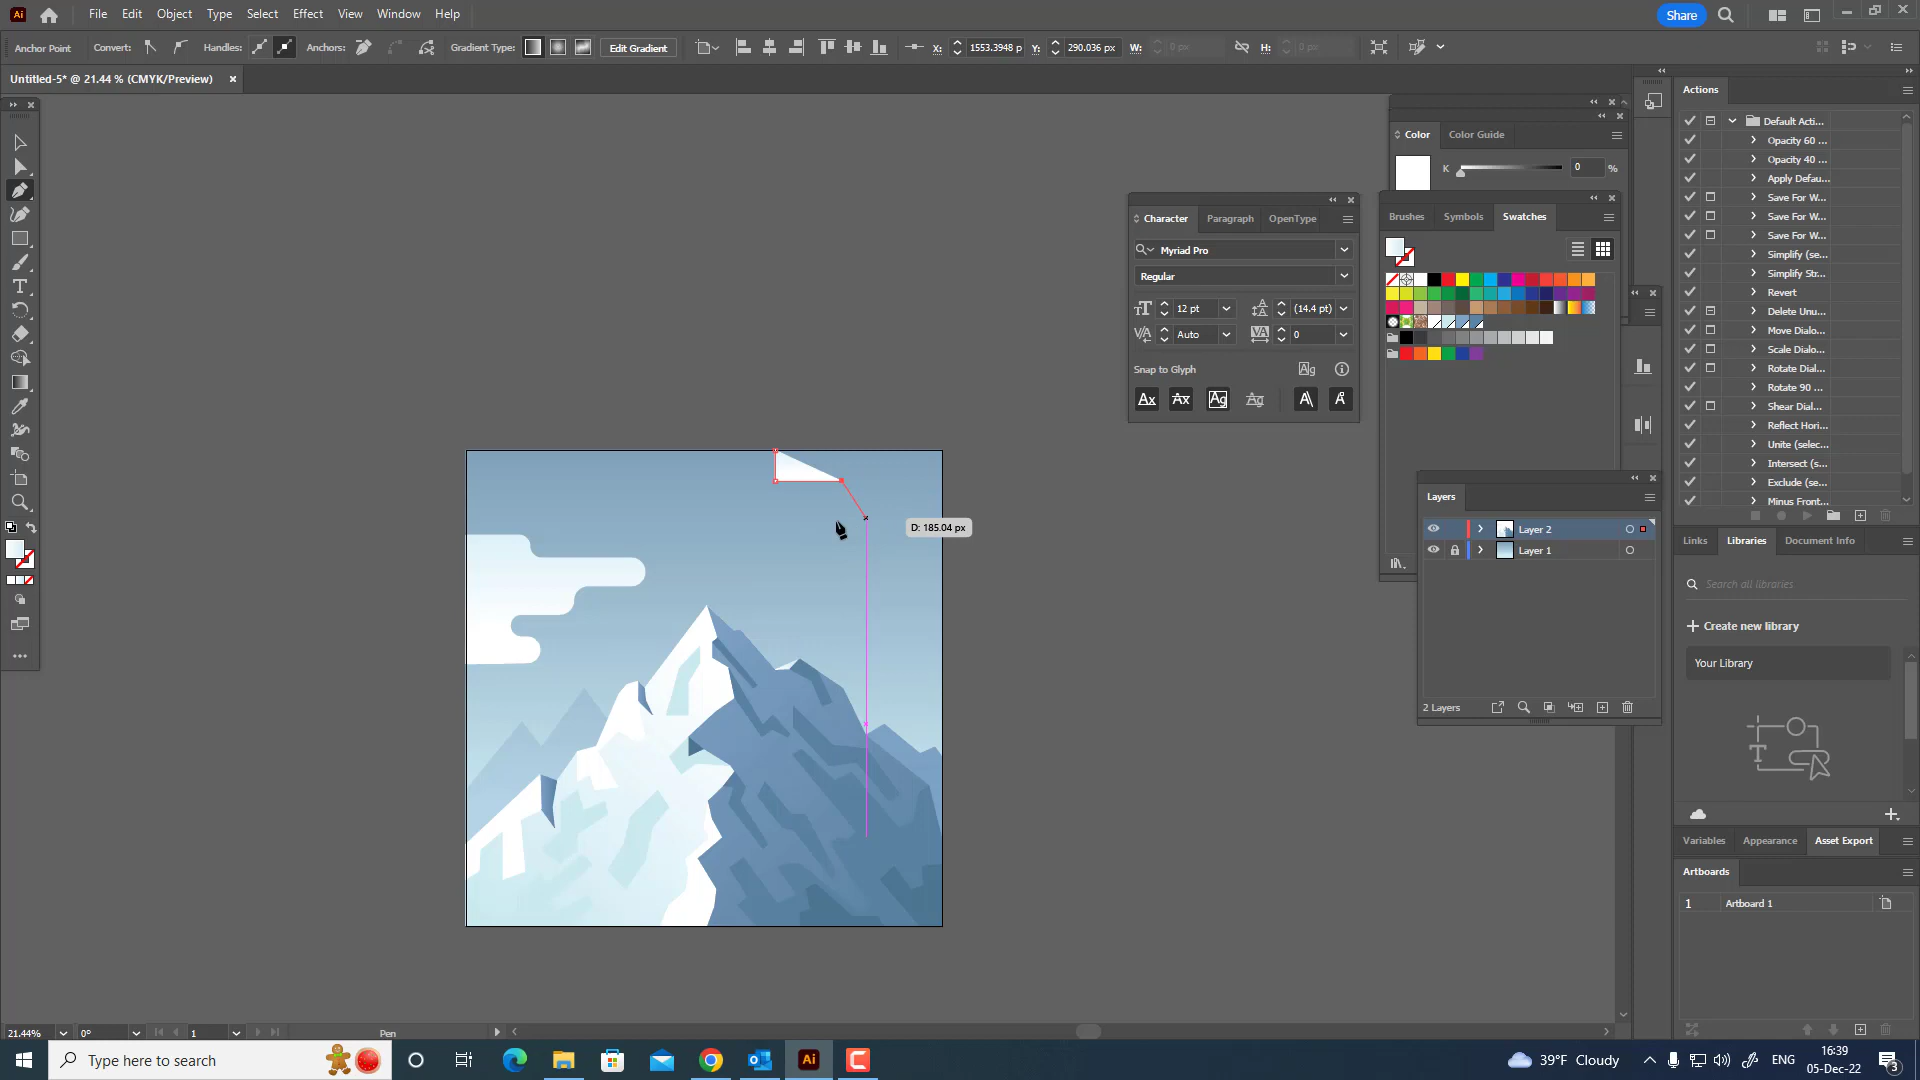 Ai File Edit Object Type Select Effect View Window Help Share
Anchor Point Convert: Handles: Anchors: Gradient Type: Edit Gradient X: 1553.3948 p Y: 290.036 px W: 0 px H: 0 px
Untitled-5* @ 21.44 % (CMYK/Preview)
Actions
Default Acti...
Opacity 60 ...
Opacity 40 ...
Apply Defau...
Save For W...
Save For W...
Save For W...
Simplify (se...
Simplify Str...
Revert
Delete Unu...
Move Dialo...
Scale Dialo...
Rotate Dial...
Rotate 90 ...
Shear Dial...
Reflect Hori...
Unite (selec...
Intersect (s...
Exclude (se...
Minus Front...
Color Color Guide
K 0 %
Brushes Symbols Swatches
Character Paragraph OpenType
Myriad Pro
Regular
12 pt (14.4 pt)
Auto 0
Snap to Glyph
D: 185.04 px
Layers
Layer 2
Layer 1
2 Layers
Links Libraries Document Info
Search all libraries
Create new library
Your Library
Variables Appearance Asset Export
Artboards
1 Artboard 1
21.44% 0° 1 Pen
Type here to search
39°F Cloudy
ENG
16:39
05-Dec-22
3